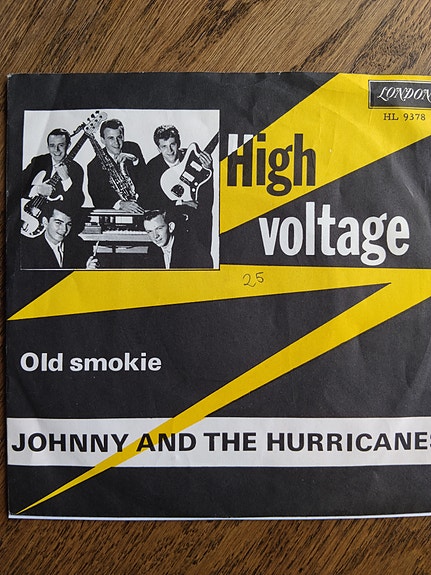 LONDON
HL 9378
High
voltage
25
Old smokie
JOHNNY AND THE HURRICANES